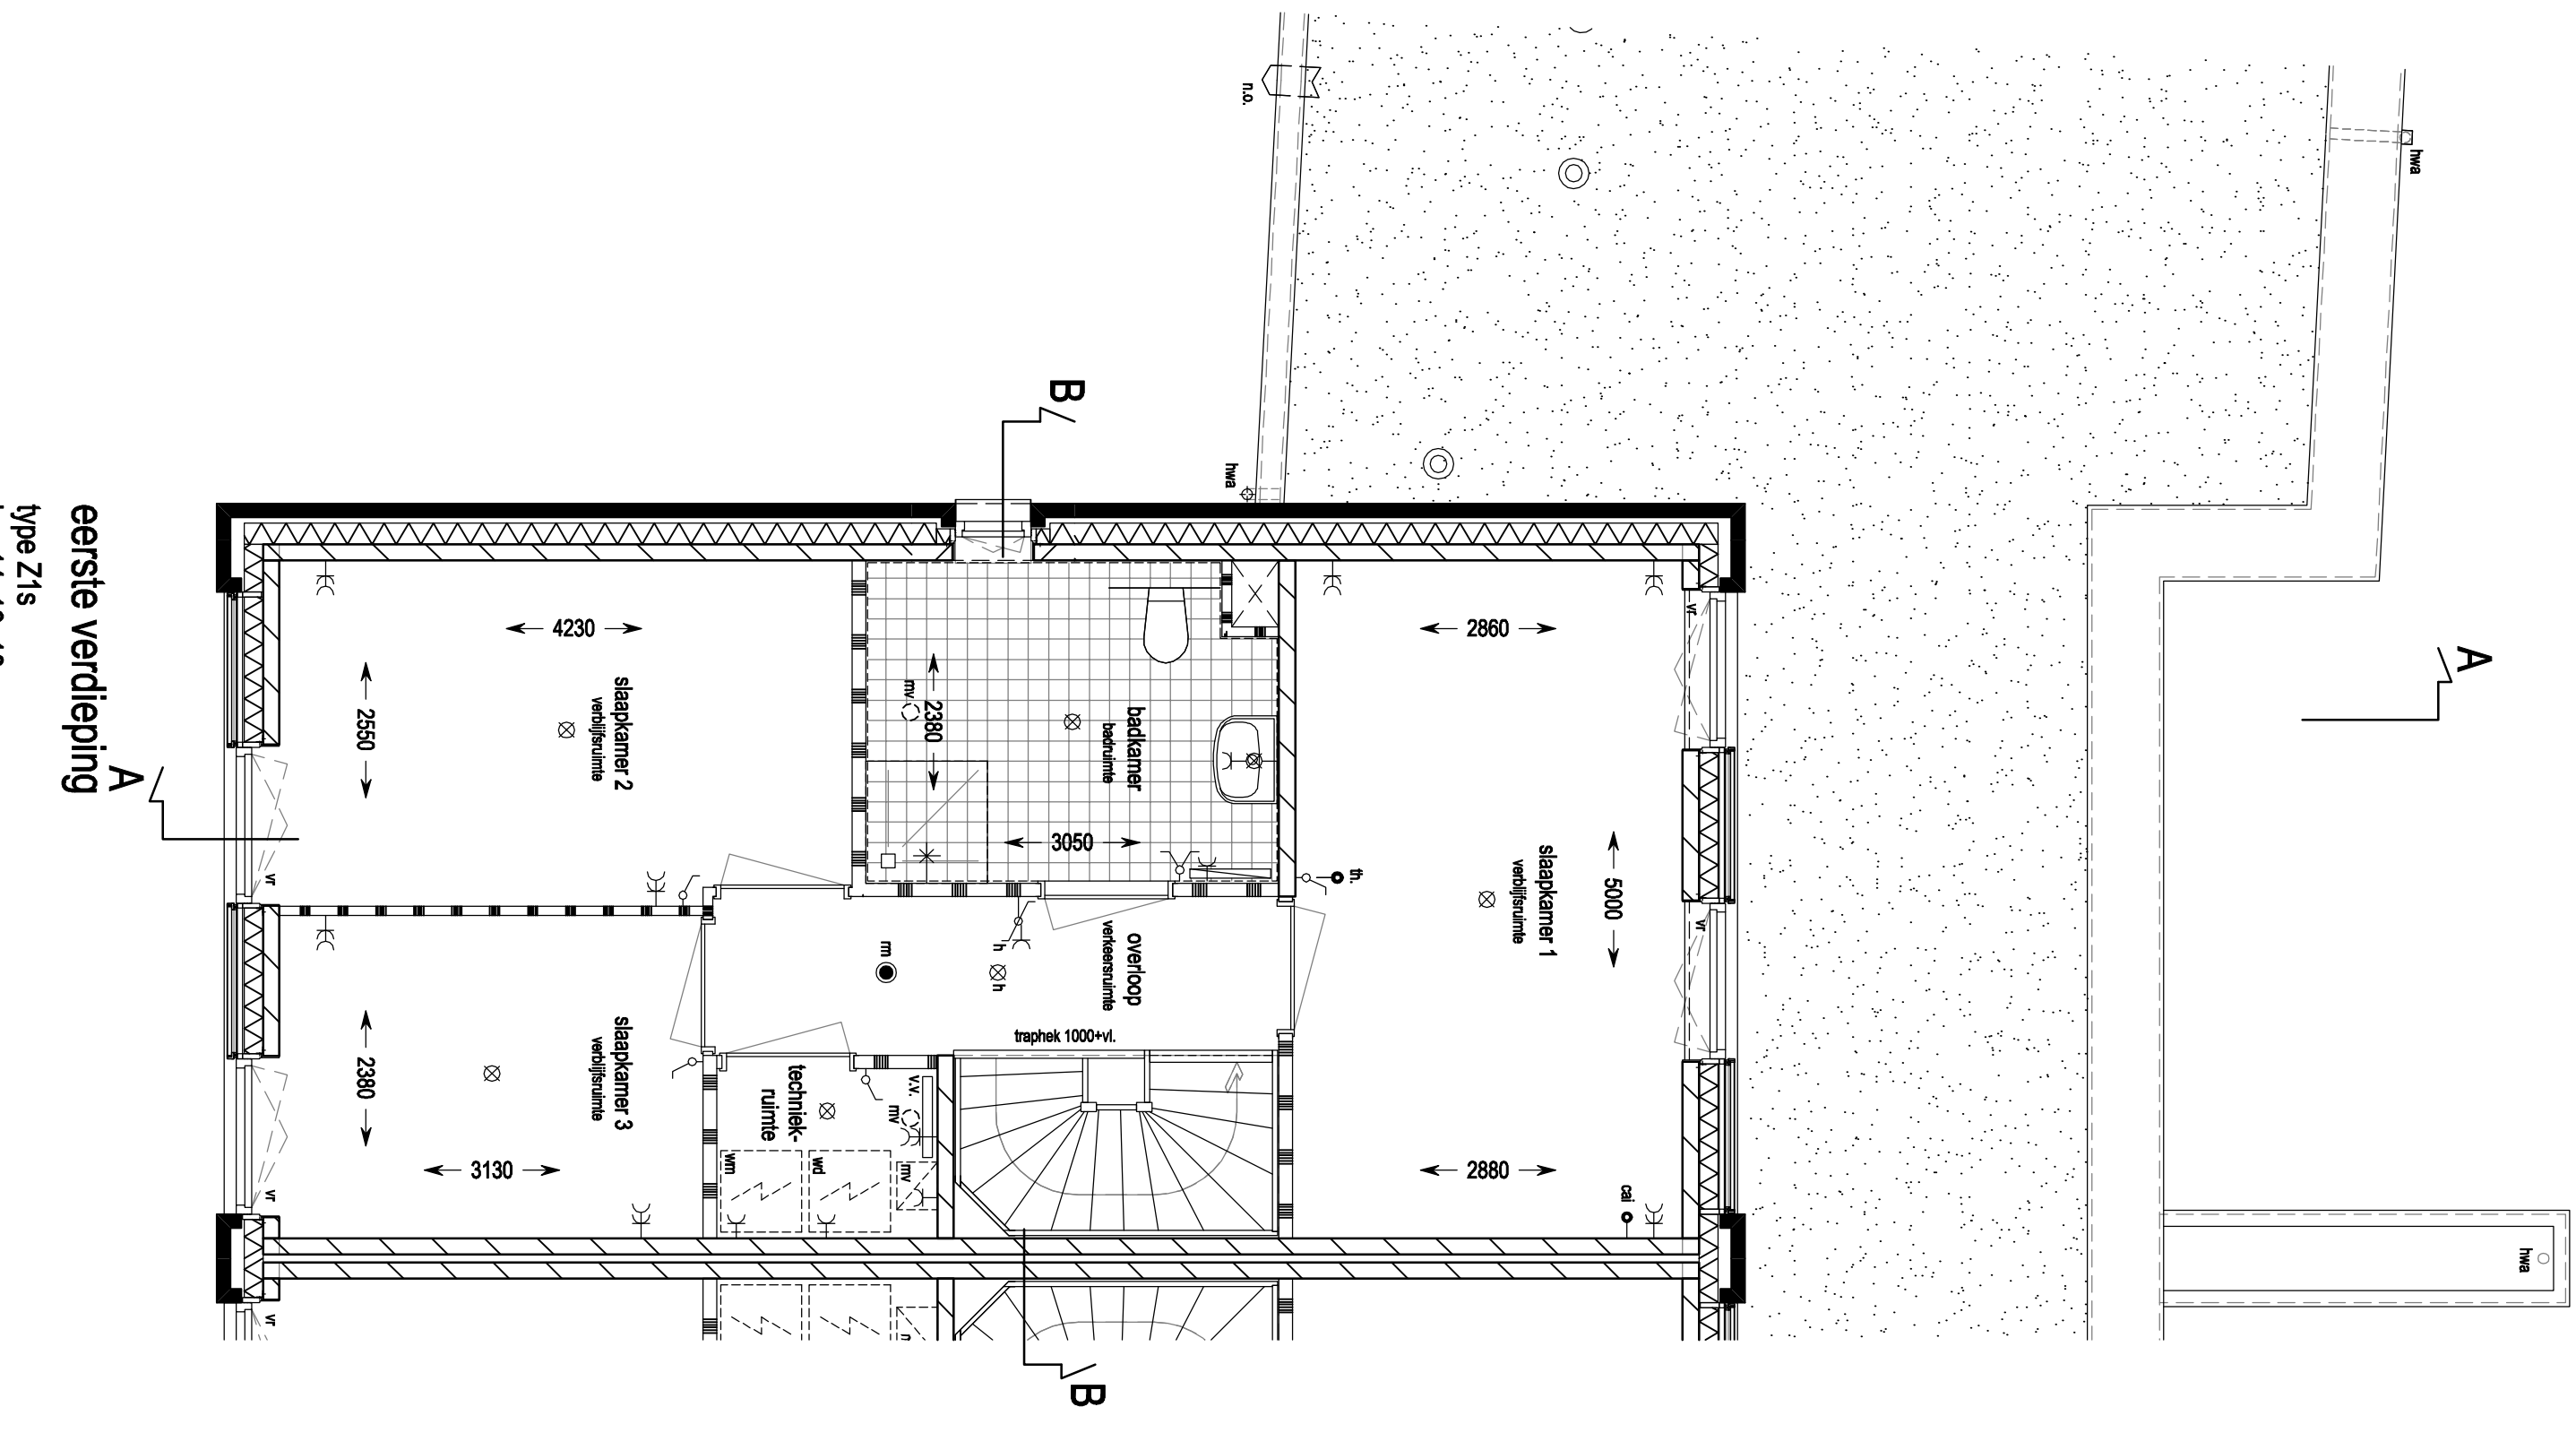 eerste verdieping
type Z1s
A
A
B
B
n.o.
hwa
hwa
hwa
slaapkamer 1
verblijfsruimte
2860
5000
2880
vr
vr
th.
cai
badkamer
badruimte
2380
3050
mv
slaapkamer 2
verblijfsruimte
4230
2550
vr
overloop
verkeersruimte
traphek 1000+vl.
rm
h
h
slaapkamer 3
verblijfsruimte
2380
3130
vr
techniek-
ruimte
v.v.
mv
mv
wd
wm
vr